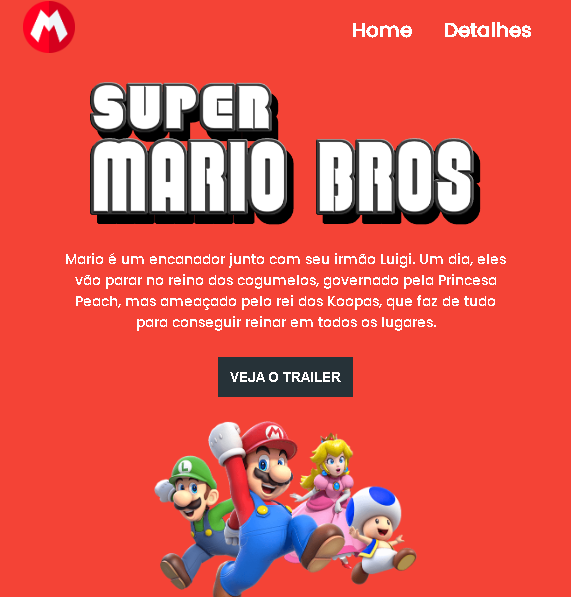 M
Home Detalhes
SUPER
MARIO BROS
Mario é um encanador junto com seu irmão Luigi. Um dia, eles
vão parar no reino dos cogumelos, governado pela Princesa
Peach, mas ameaçado pelo rei dos Koopas, que faz de tudo
para conseguir reinar em todos os lugares.
VEJA O TRAILER
M
L